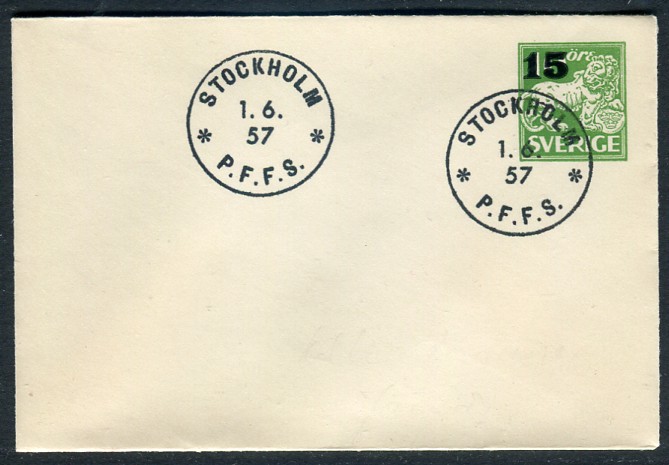 STOCKHOLM
1. 6.
57
* P.F.F.S. *
15
öre
SVERIGE
STOCKHOLM
1. 6.
57
* P.F.F.S. *